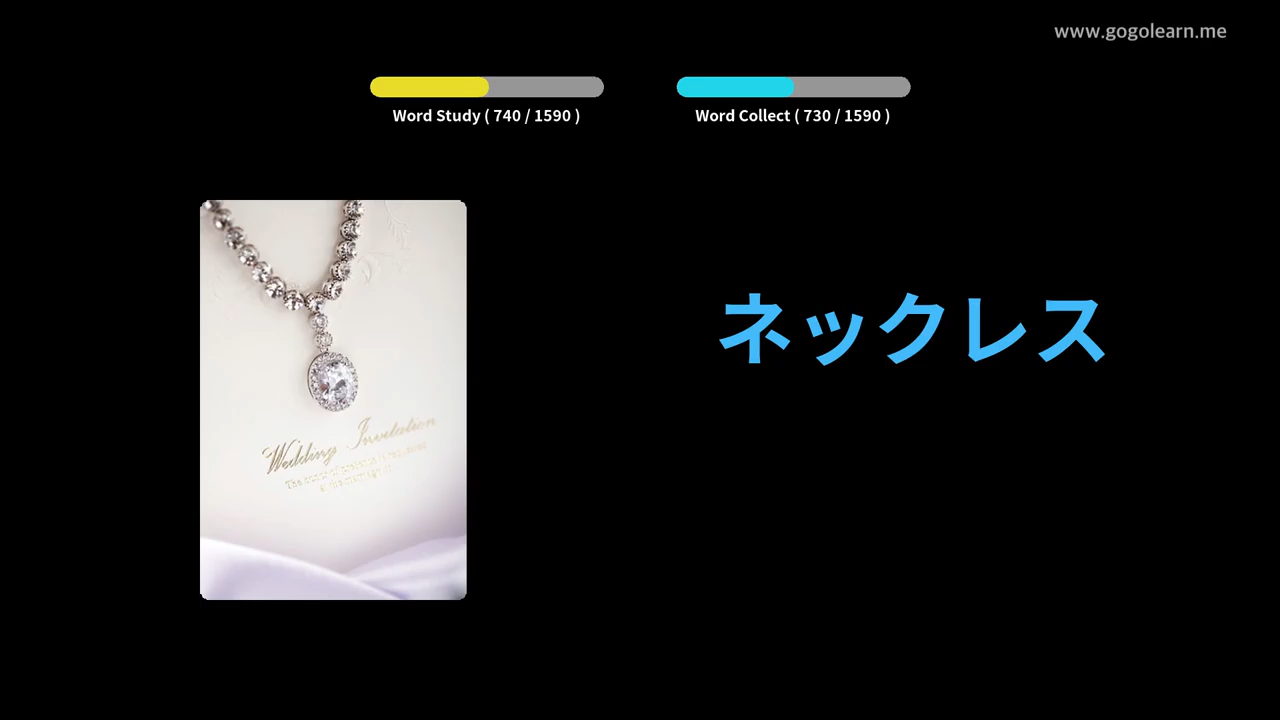 www.gogolearn.me
Word Study ( 740 / 1590 )
Word Collect ( 730 / 1590 )
ネックレス
Wedding Invitation